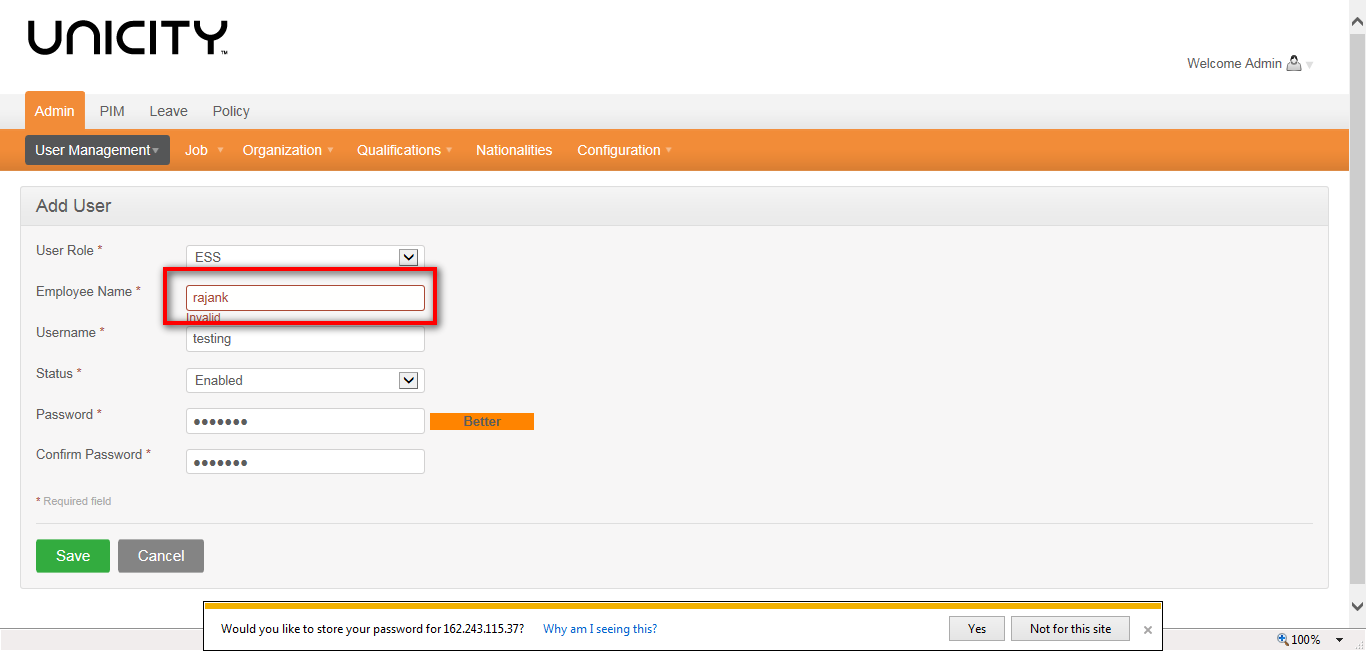 UNICITY™
Welcome Admin
Admin PIM Leave Policy
User Management Job Organization Qualifications Nationalities Configuration
Add User
User Role * ESS
Employee Name * rajank
Invalid
Username * testing
Status * Enabled
Password * ●●●●●●● Better
Confirm Password * ●●●●●●●
* Required field
Save Cancel
Would you like to store your password for 162.243.115.37? Why am I seeing this? Yes Not for this site ×
100%